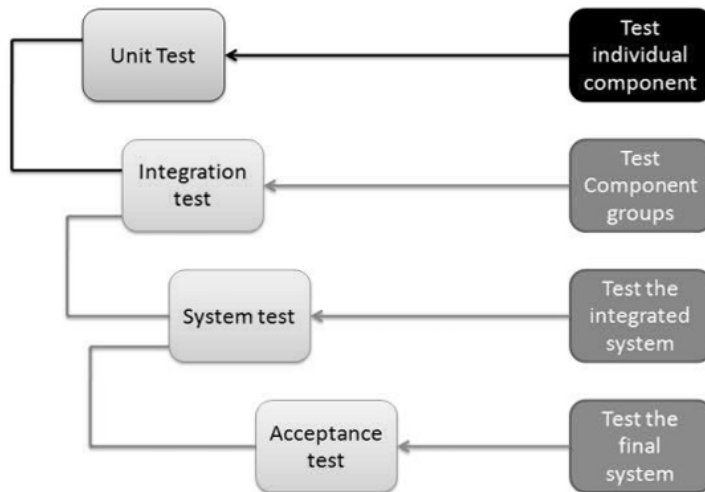 Unit Test
Test
individual
component
Integration
test
Test
Component
groups
System test
Test the
integrated
system
Acceptance
test
Test the
final
system